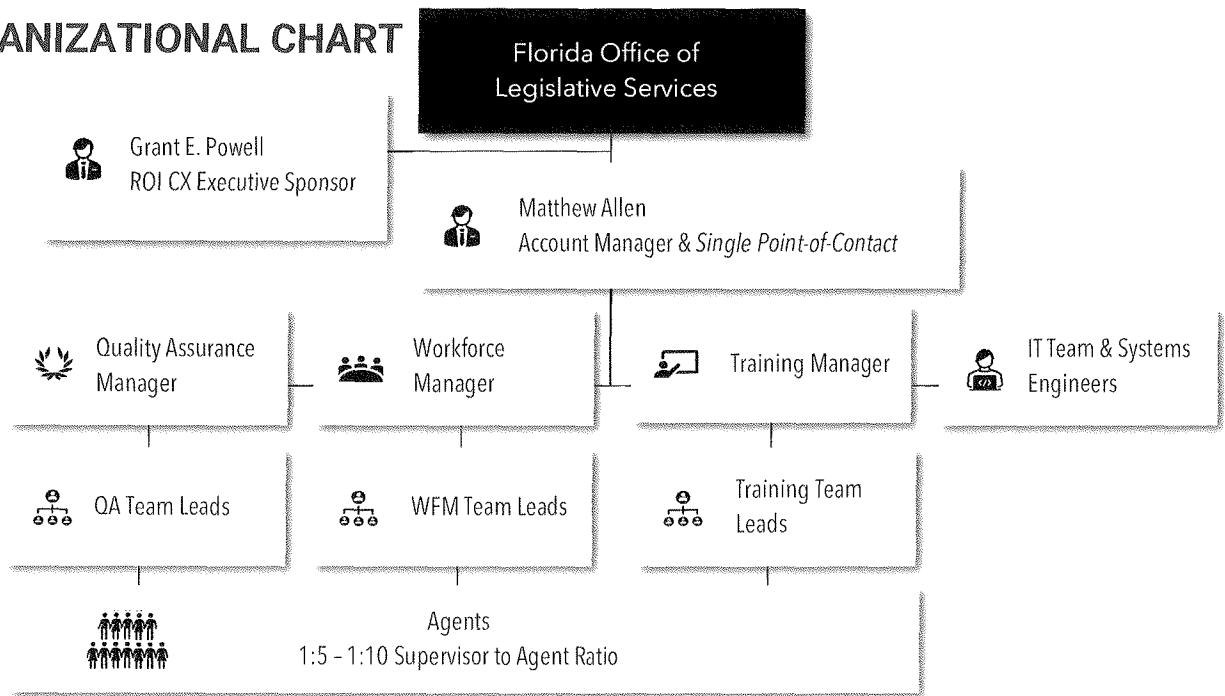 ANIZATIONAL CHART
Florida Office of
Legislative Services
Grant E. Powell
ROI CX Executive Sponsor
Matthew Allen
Account Manager & Single Point-of-Contact
Quality Assurance
Manager
Workforce
Manager
Training Manager
IT Team & Systems
Engineers
QA Team Leads
WFM Team Leads
Training Team
Leads
Agents
1:5 – 1:10 Supervisor to Agent Ratio